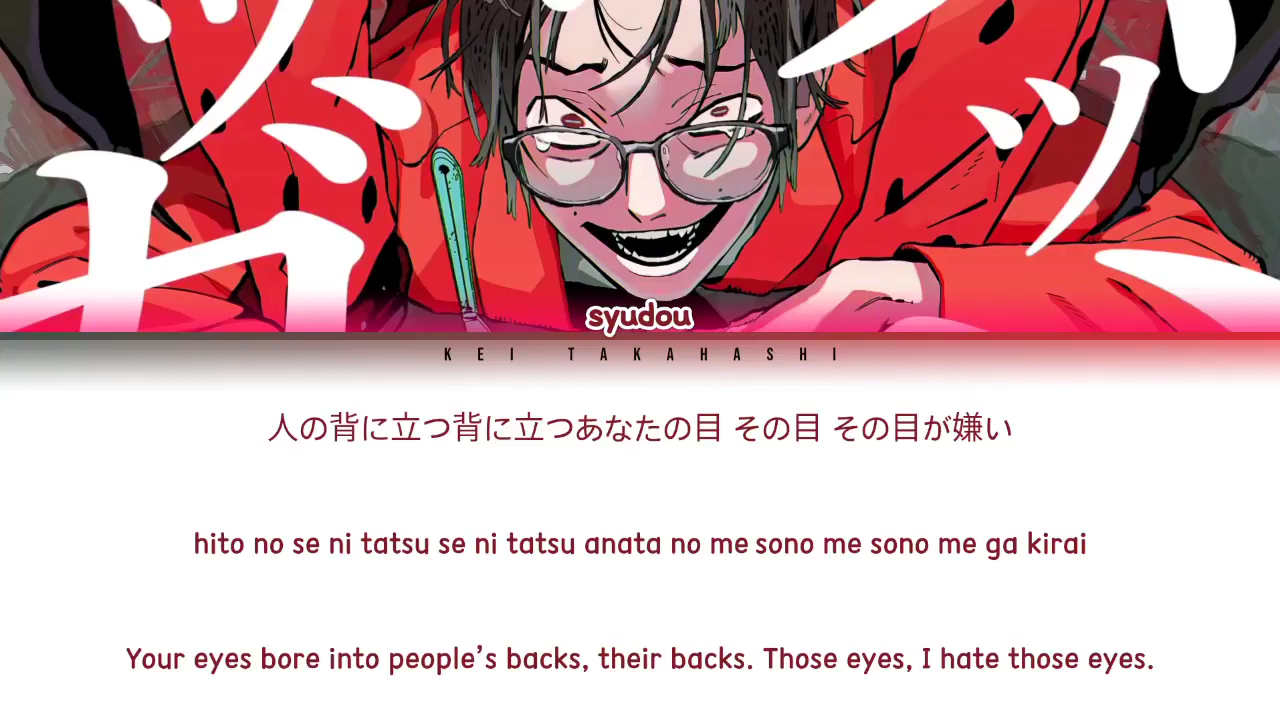 syudou
KEI TAKAHASHI
人の背に立つ背に立つあなたの目 その目 その目が嫌い
hito no se ni tatsu se ni tatsu anata no me sono me sono me ga kirai
Your eyes bore into people's backs, their backs. Those eyes, I hate those eyes.